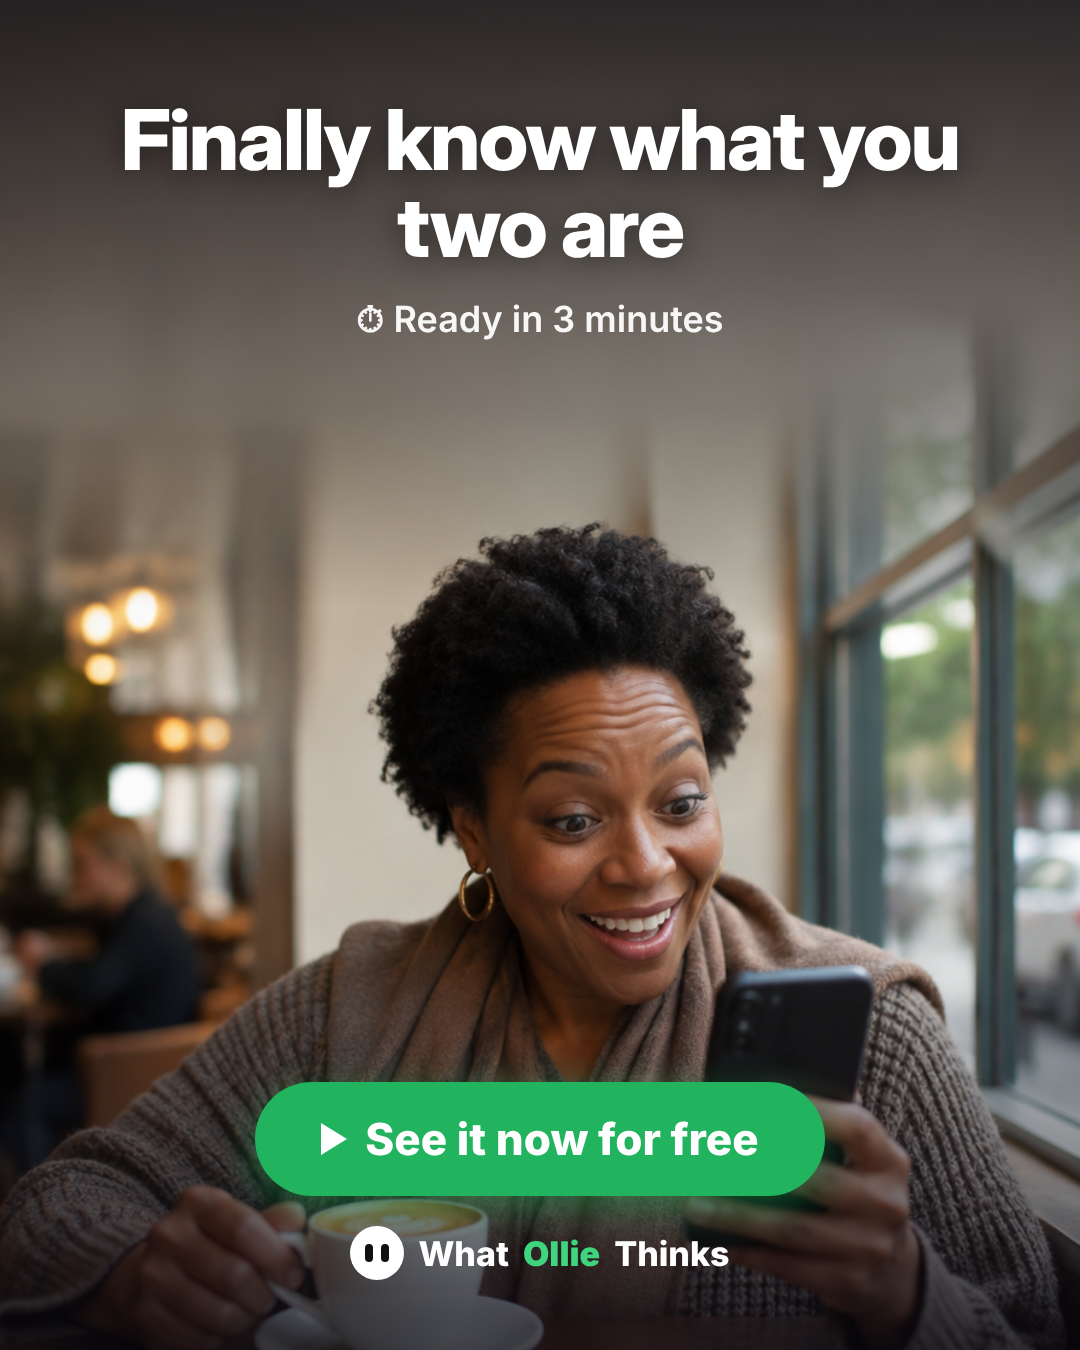 Finally know what you
two are
⏱ Ready in 3 minutes
▶ See it now for free
What Ollie Thinks